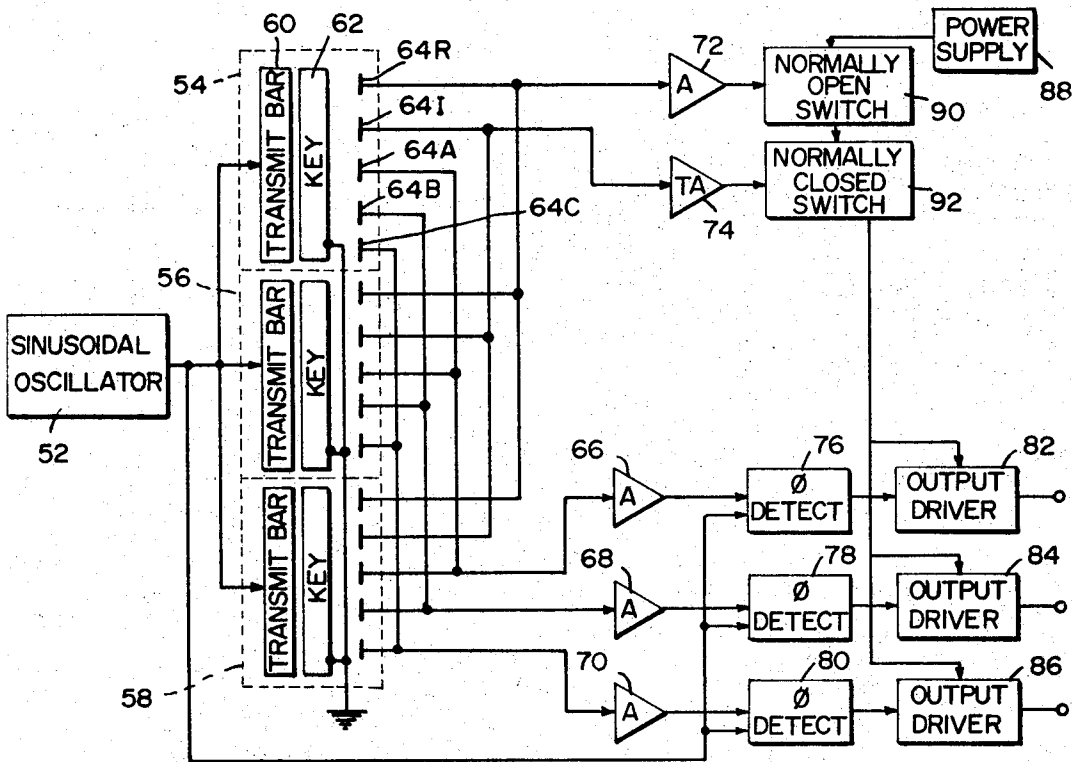 60
62
54
TRANSMIT BAR
KEY
64R
64I
64A
64B
64C
72
A
TA
74
NORMALLY
OPEN
SWITCH
90
POWER
SUPPLY
88
NORMALLY
CLOSED
SWITCH
92
56
TRANSMIT BAR
KEY
SINUSOIDAL
OSCILLATOR
52
58
TRANSMIT BAR
KEY
66
A
76
Ø
DETECT
82
OUTPUT
DRIVER
68
A
78
Ø
DETECT
84
OUTPUT
DRIVER
70
A
80
Ø
DETECT
86
OUTPUT
DRIVER